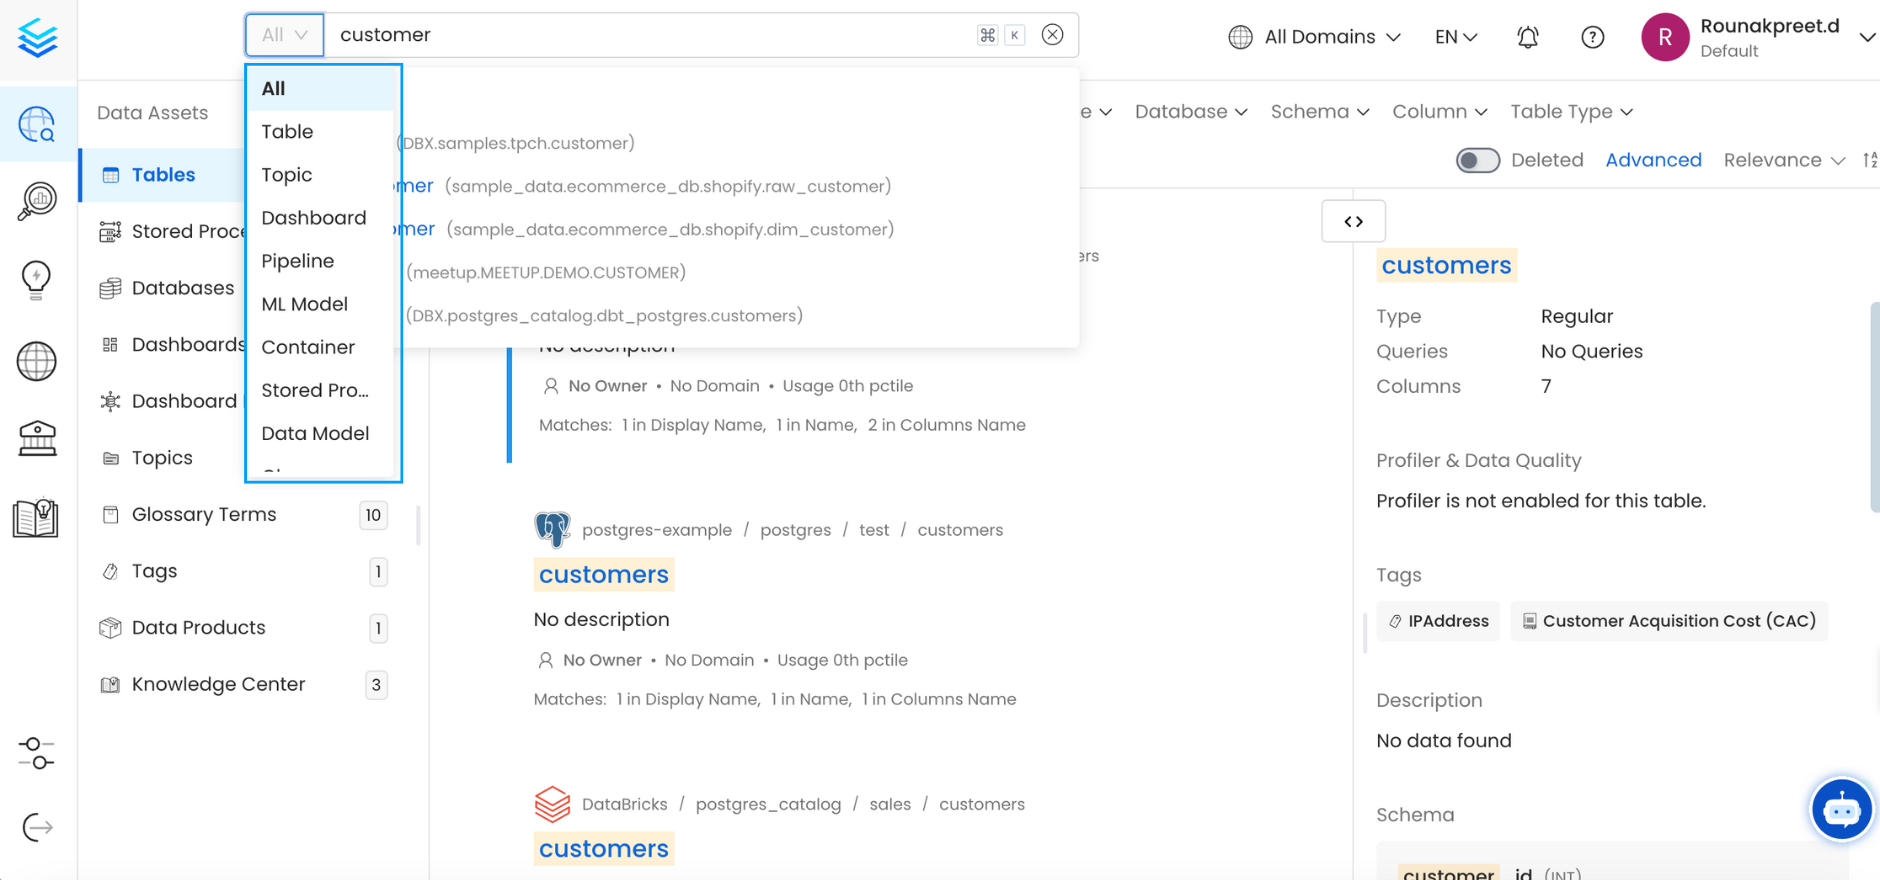 All customer ⌘ K All Domains EN R Rounakpreet.d
Default
Data Assets
Tables
Stored Proce
Databases
Dashboards
Dashboard
Topics
Glossary Terms 10
Tags 1
Data Products 1
Knowledge Center 3
All
Table
Topic
Dashboard
Pipeline
ML Model
Container
Stored Pro...
Data Model
(DBX.samples.tpch.customer)
omer (sample_data.ecommerce_db.shopify.raw_customer)
omer (sample_data.ecommerce_db.shopify.dim_customer)
(meetup.MEETUP.DEMO.CUSTOMER)
(DBX.postgres_catalog.dbt_postgres.customers)
e Database Schema Column Table Type
Deleted Advanced Relevance
ers
No description
No Owner • No Domain • Usage 0th pctile
Matches: 1 in Display Name, 1 in Name, 2 in Columns Name
postgres-example / postgres / test / customers
customers
No description
No Owner • No Domain • Usage 0th pctile
Matches: 1 in Display Name, 1 in Name, 1 in Columns Name
DataBricks / postgres_catalog / sales / customers
customers
customers
Type Regular
Queries No Queries
Columns 7
Profiler & Data Quality
Profiler is not enabled for this table.
Tags
IPAddress Customer Acquisition Cost (CAC)
Description
No data found
Schema
customer_id (INT)